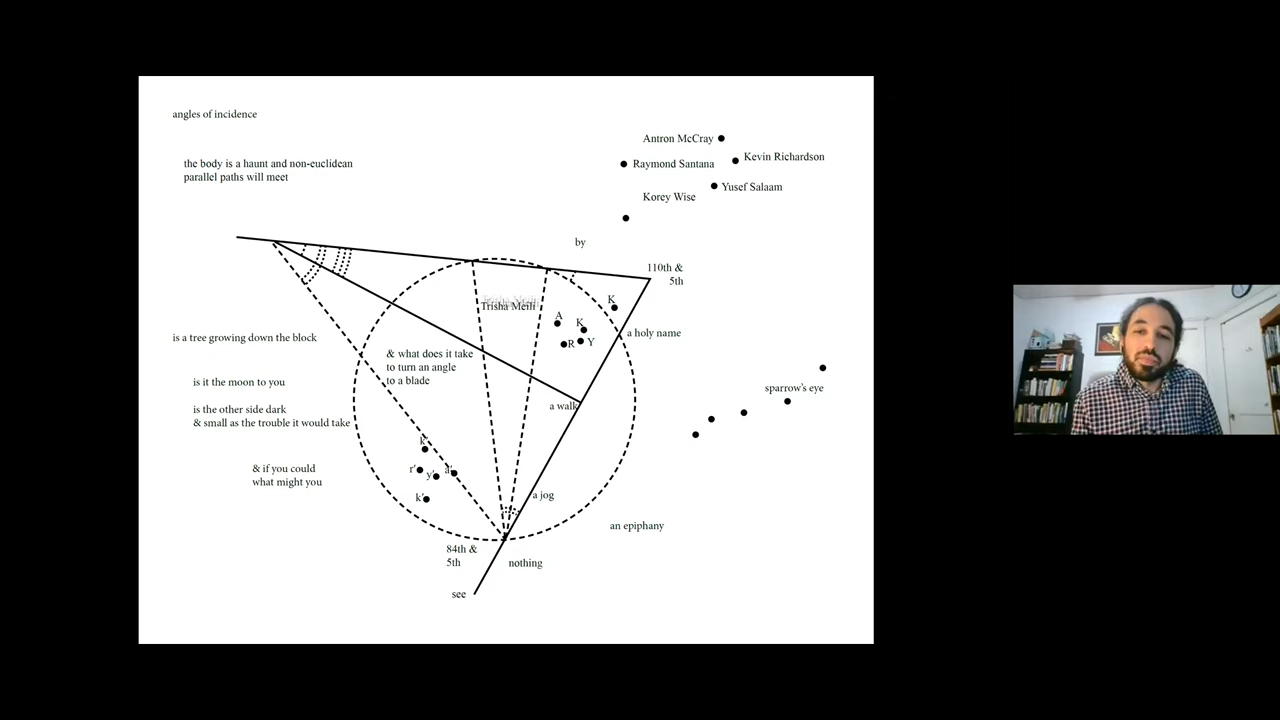 angles of incidence
the body is a haunt and non-euclidean
parallel paths will meet
Antron McCray
Kevin Richardson
Raymond Santana
Yusef Salaam
Korey Wise
by
110th &
5th
Trisha Meili
K
A
K
R
Y
a holy name
is a tree growing down the block
& what does it take
to turn an angle
to a blade
is it the moon to you
sparrow's eye
a walk
is the other side dark
& small as the trouble it would take
k'
r'
y'
a'
k'
& if you could
what might you
a jog
an epiphany
84th &
5th
nothing
see